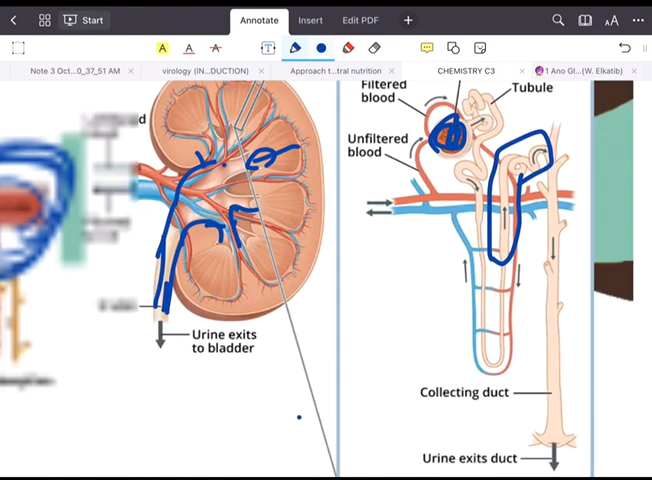 Start
Annotate
Insert
Edit PDF
Note 3 Oct...0_37_51 AM
virology (IN...DUCTION)
Approach t...tral nutrition
CHEMISTRY C3
1 Ano Gl...(W. Elkatib)
Filtered
blood
Tubule
Unfiltered
blood
Urine exits
to bladder
Collecting duct
Urine exits duct